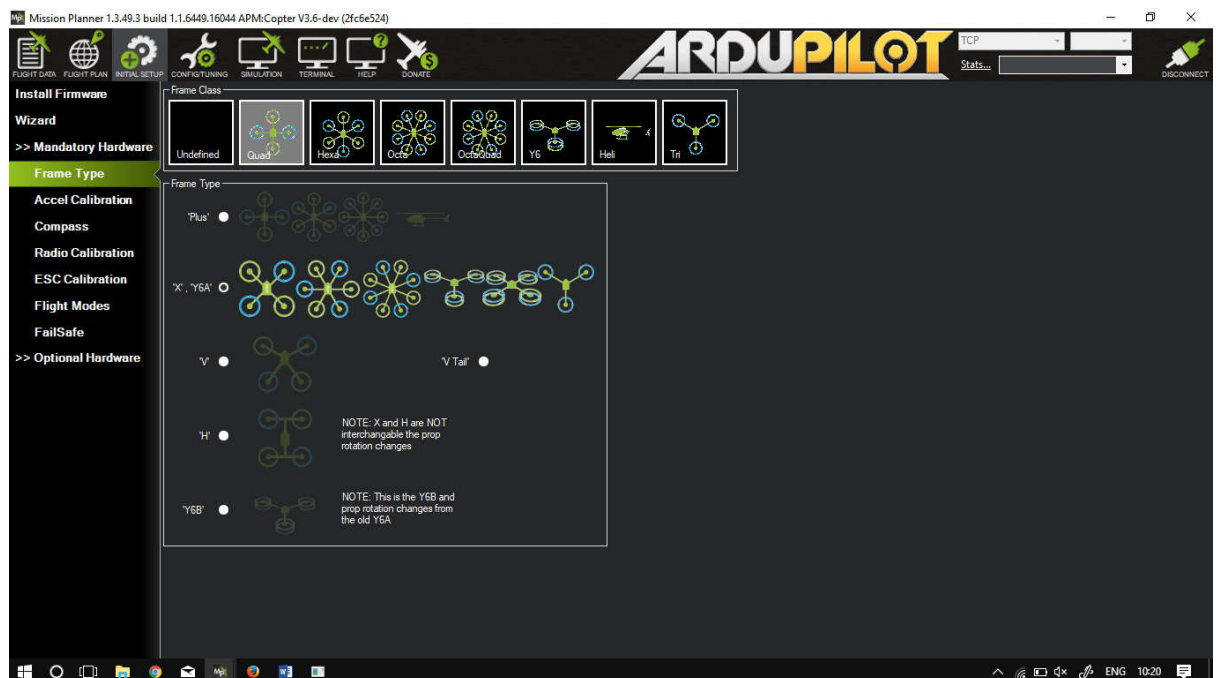 Mission Planner 1.3.49.3 build 1.1.6449.16044 APM:Copter V3.6-dev (2fc6e524)
FLIGHT DATA FLIGHT PLAN INITIAL SETUP CONFIG/TUNING SIMULATION TERMINAL HELP DONATE
ARDUPILOT
TCP
Stats...
DISCONNECT
Install Firmware
Wizard
>> Mandatory Hardware
Frame Type
Accel Calibration
Compass
Radio Calibration
ESC Calibration
Flight Modes
FailSafe
>> Optional Hardware
Frame Class
Undefined Quad Hexa Octa OctaQuad Y6 Heli Tri
Frame Type
'Plus'
'X', 'Y6A'
'V'
'V Tail'
'H'
NOTE: X and H are NOT
interchangable the prop
rotation changes
'Y6B'
NOTE: This is the Y6B and
prop rotation changes from
the old Y6A
ENG 10:20